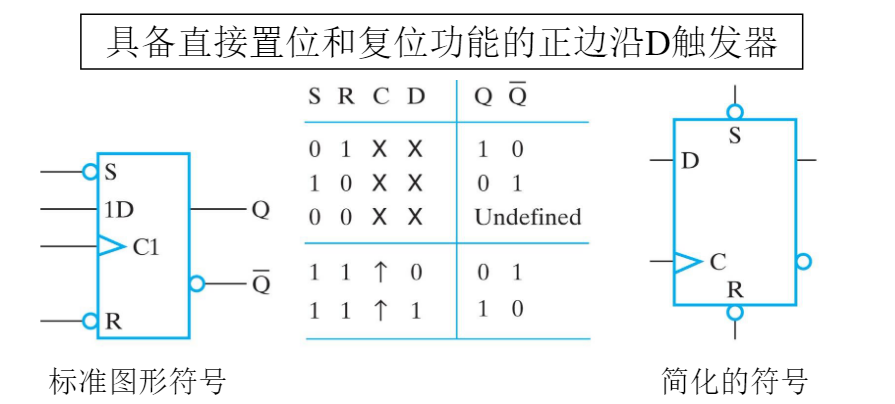 具备直接置位和复位功能的正边沿D触发器
S R C D Q Q̅
0 1 X X 1 0
1 0 X X 0 1
0 0 X X Undefined
1 1 ↑ 0 0 1
1 1 ↑ 1 1 0
S
1D
C1
R
Q
Q̅
标准图形符号
S
D
C
R
简化的符号